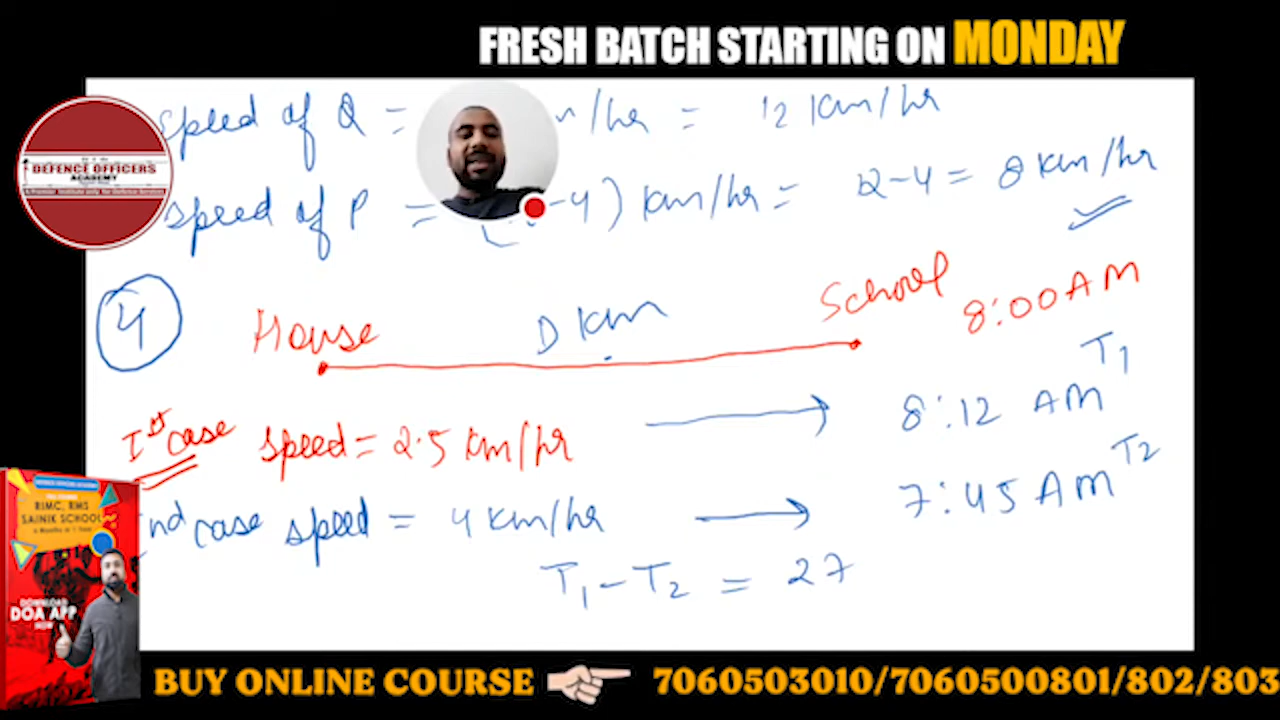 FRESH BATCH STARTING ON MONDAY
speed of Q = /hr = 12 km/hr
DEFENCE OFFICERS
ACADEMY
speed of P = -4) km/hr = 12-4 = 8 km/hr
4
House D km School 8:00 AM
Ist case speed = 2.5 km/hr 8:12 AM T1
nd case speed = 4 km/hr 7:45 AM T2
T1 - T2 = 27
RIMC, RMS
SAINIK SCHOOL
DOWNLOAD
DOA APP
NOW
BUY ONLINE COURSE 7060503010/7060500801/802/803